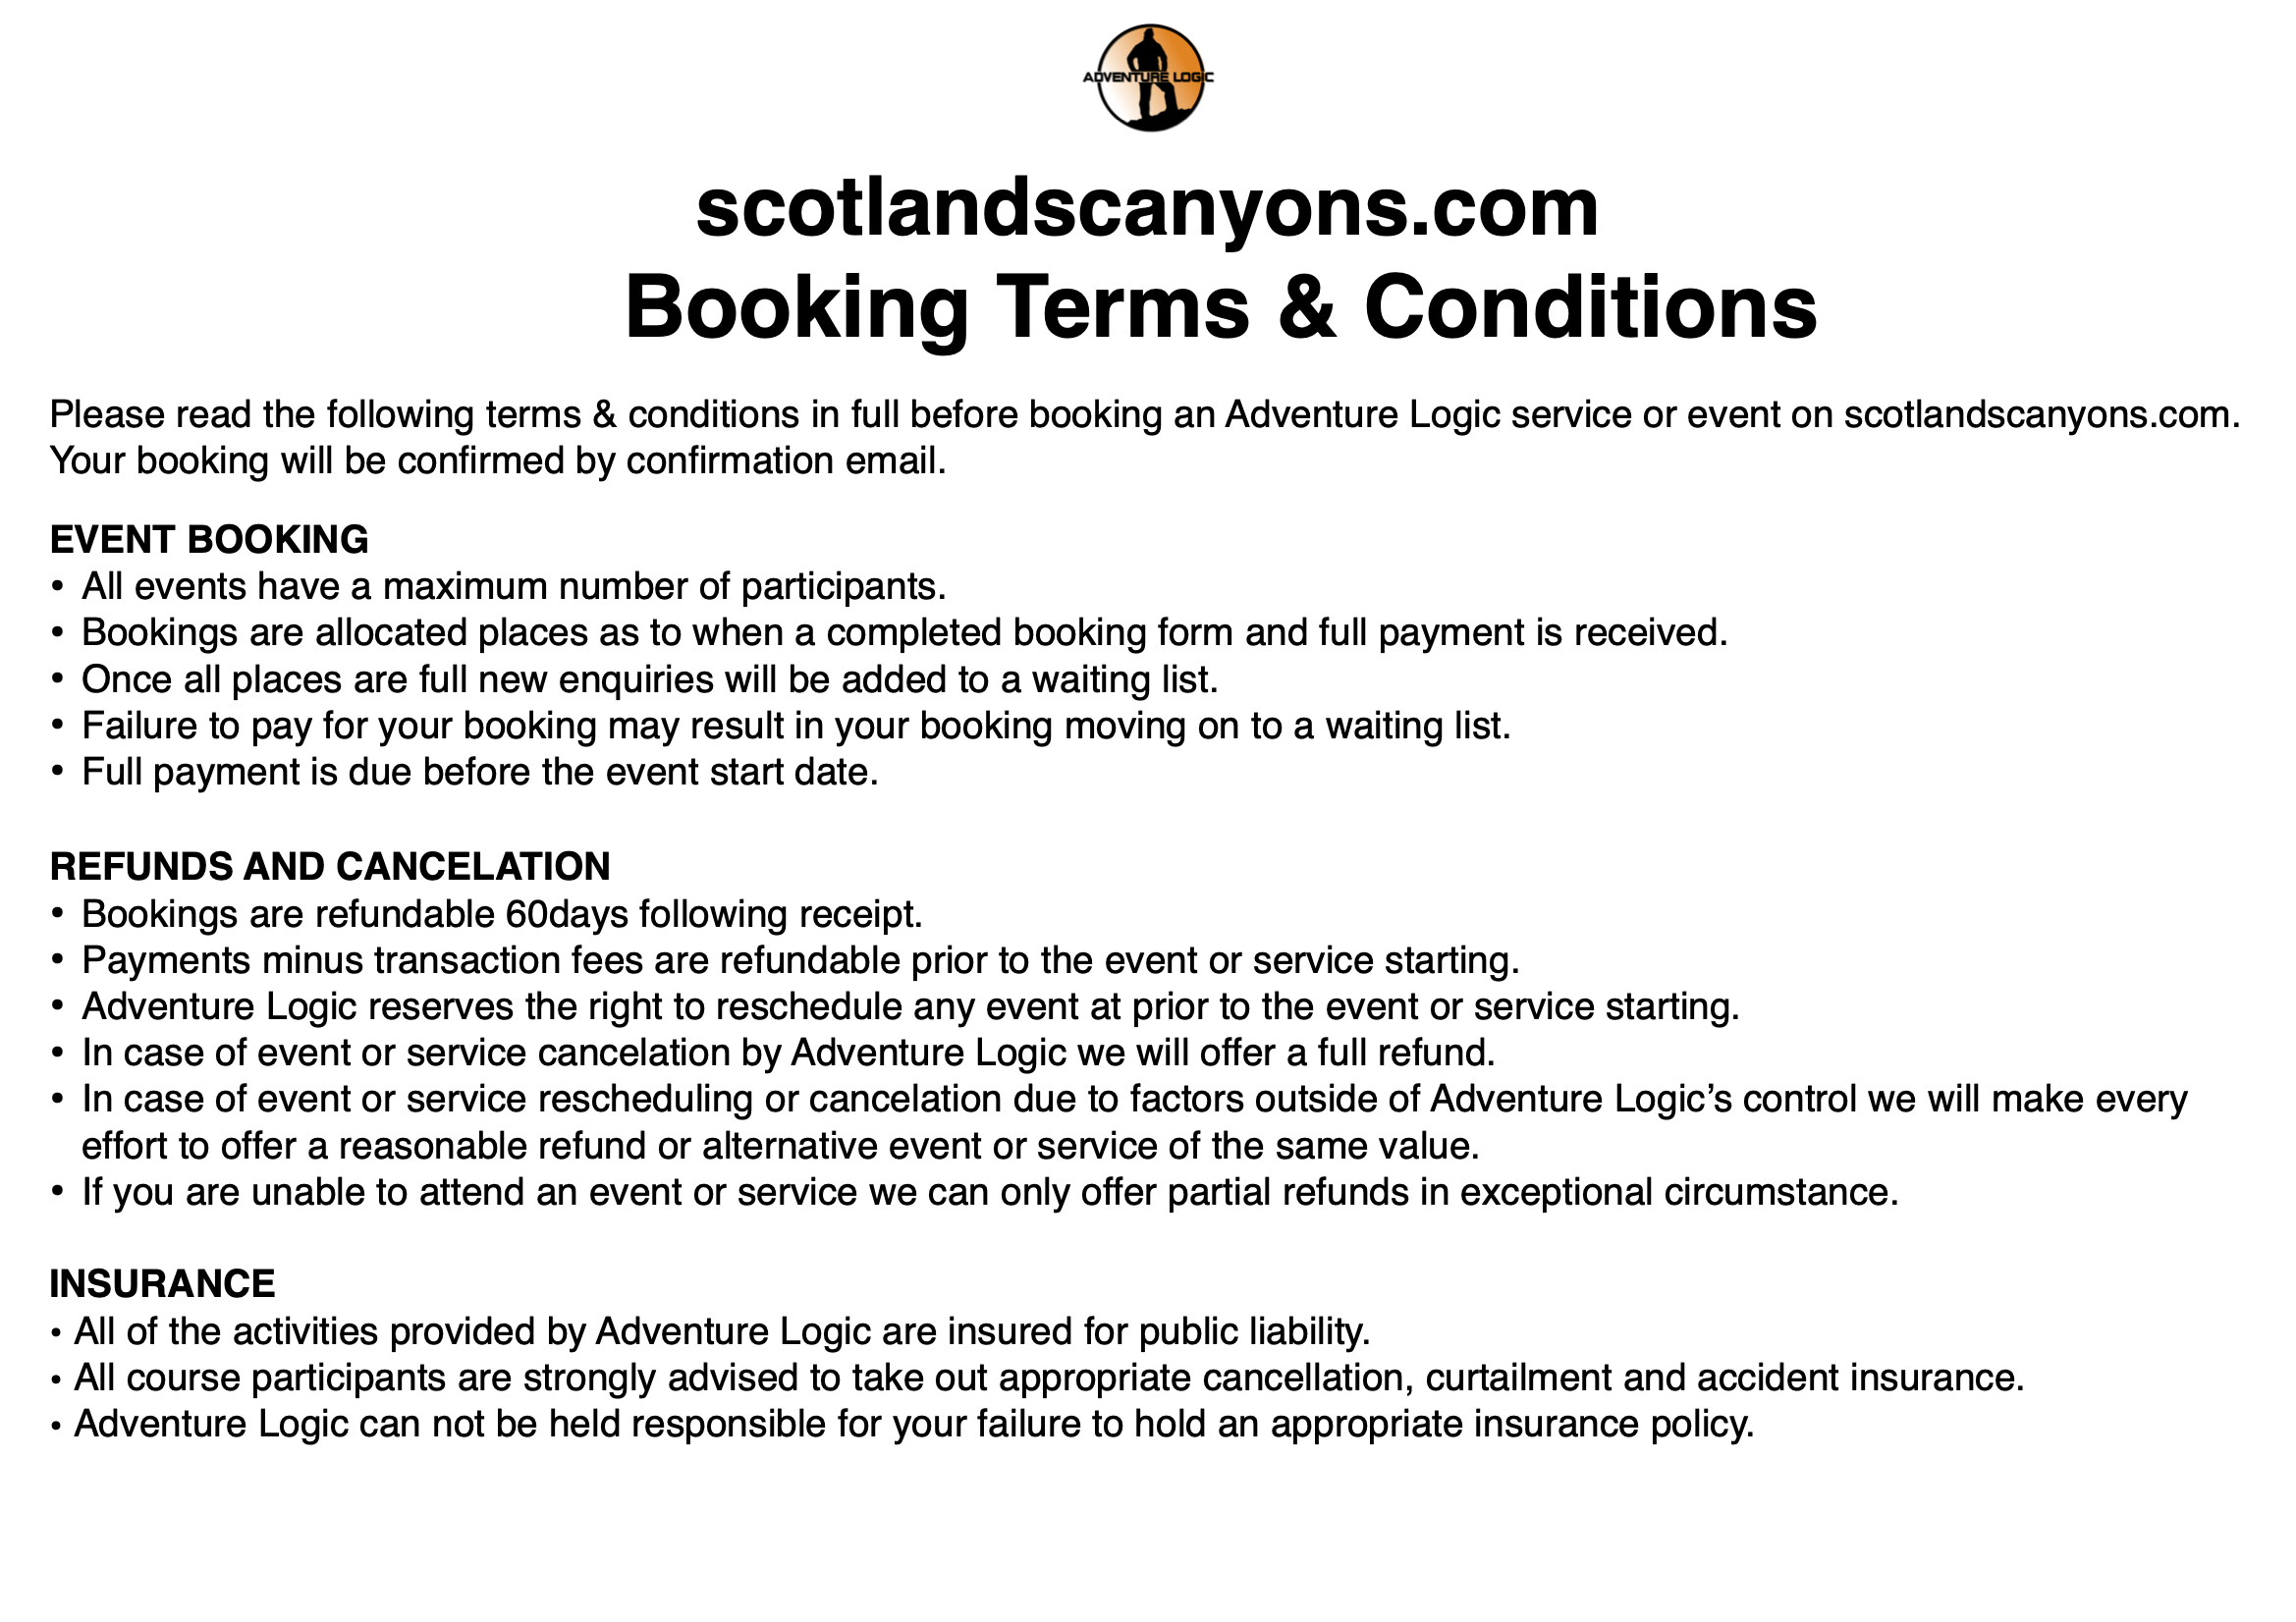 ADVENTURE LOGIC
scotlandscanyons.com
Booking Terms & Conditions
Please read the following terms & conditions in full before booking an Adventure Logic service or event on scotlandscanyons.com.
Your booking will be confirmed by confirmation email.
EVENT BOOKING
• All events have a maximum number of participants.
• Bookings are allocated places as to when a completed booking form and full payment is received.
• Once all places are full new enquiries will be added to a waiting list.
• Failure to pay for your booking may result in your booking moving on to a waiting list.
• Full payment is due before the event start date.
REFUNDS AND CANCELATION
• Bookings are refundable 60days following receipt.
• Payments minus transaction fees are refundable prior to the event or service starting.
• Adventure Logic reserves the right to reschedule any event at prior to the event or service starting.
• In case of event or service cancelation by Adventure Logic we will offer a full refund.
• In case of event or service rescheduling or cancelation due to factors outside of Adventure Logic’s control we will make every
effort to offer a reasonable refund or alternative event or service of the same value.
• If you are unable to attend an event or service we can only offer partial refunds in exceptional circumstance.
INSURANCE
• All of the activities provided by Adventure Logic are insured for public liability.
• All course participants are strongly advised to take out appropriate cancellation, curtailment and accident insurance.
• Adventure Logic can not be held responsible for your failure to hold an appropriate insurance policy.